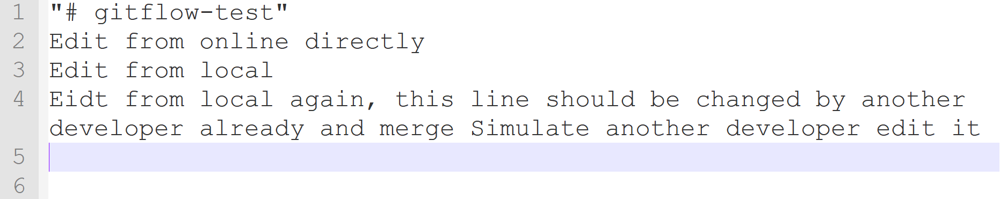 1 "# gitflow-test"
2 Edit from online directly
3 Edit from local
4 Eidt from local again, this line should be changed by another
developer already and merge Simulate another developer edit it
5
6